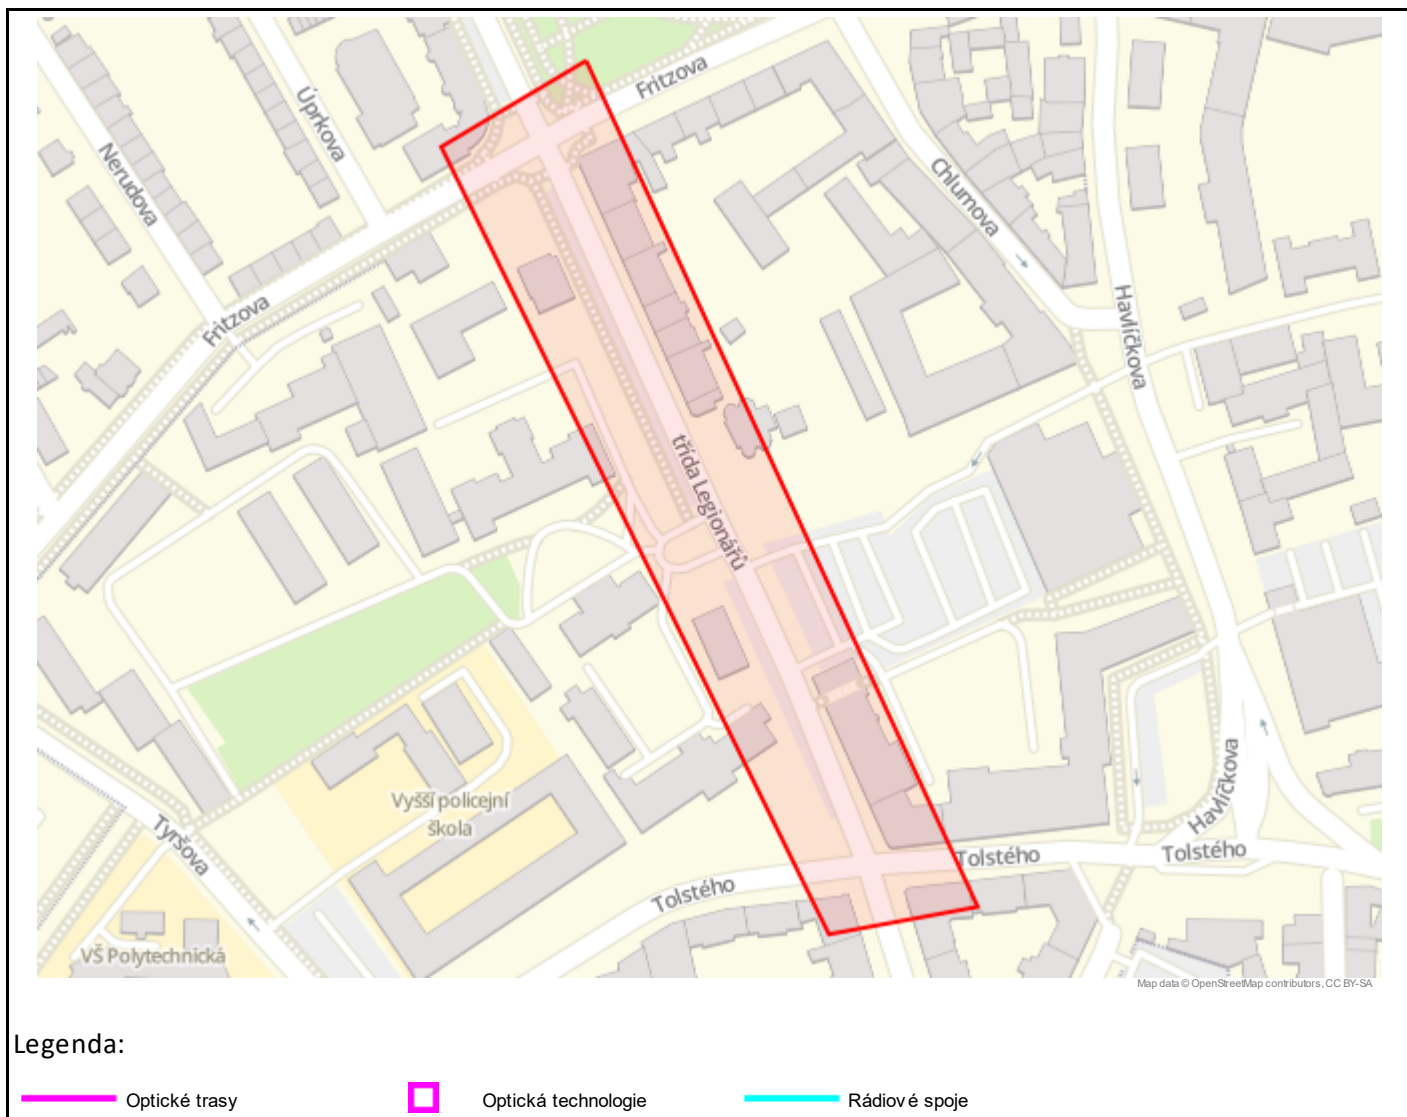 Fritzova
Úprkova
Nerudova
Chlumova
Fritzova
Havlíčkova
třída Legionářů
Vyšší policejní
škola
Tyršova
Havlíčkova
Tolstého
Tolstého
Tolstého
VŠ Polytechnická
Map data © OpenStreetMap contributors, CC BY-SA
Legenda:
Optické trasy
Optická technologie
Rádiové spoje